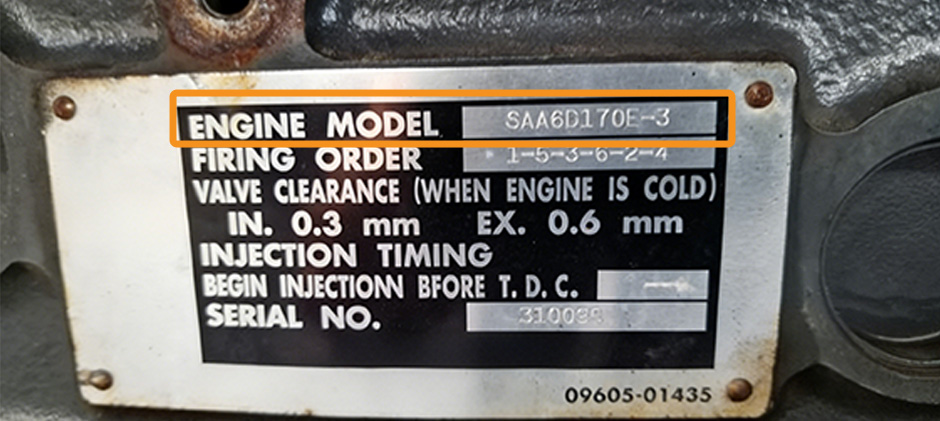 ENGINE MODEL SAA6D170E-3
FIRING ORDER 1-5-3-6-2-4
VALVE CLEARANCE (WHEN ENGINE IS COLD)
IN. 0.3 mm EX. 0.6 mm
INJECTION TIMING
BEGIN INJECTIONN BFORE T.D.C.
SERIAL NO.
09605-01435